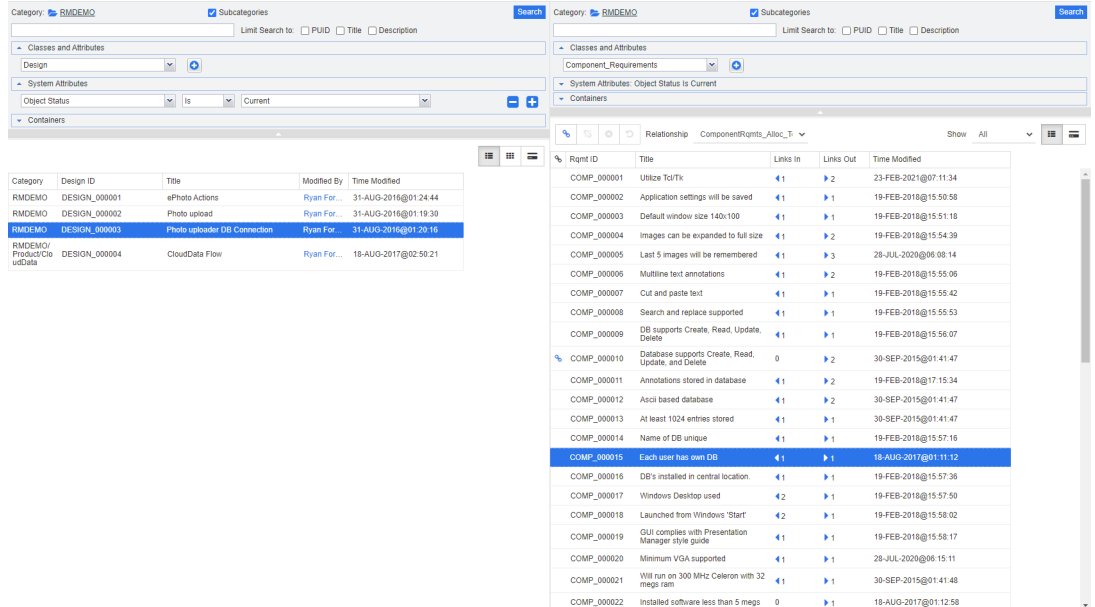 Category: RMDEMO Subcategories Search
Limit Search to: PUID Title Description
Classes and Attributes
Design
System Attributes
Object Status Is Current
Containers
Category Design ID Title Modified By Time Modified
RMDEMO DESIGN_000001 ePhoto Actions Ryan For... 31-AUG-2016@01:24:44
RMDEMO DESIGN_000002 Photo upload Ryan For... 31-AUG-2016@01:19:30
RMDEMO DESIGN_000003 Photo uploader DB Connection Ryan For... 31-AUG-2016@01:20:16
RMDEMO/
Product/Clo
udData
DESIGN_000004 CloudData Flow Ryan For... 18-AUG-2017@02:50:21
Category: RMDEMO Subcategories Search
Limit Search to: PUID Title Description
Classes and Attributes
Component_Requirements
System Attributes: Object Status Is Current
Containers
Relationship ComponentRqmts_Alloc_T Show All
Rqmt ID Title Links In Links Out Time Modified
COMP_000001 Utilize Tcl/Tk 1 2 23-FEB-2021@07:11:34
COMP_000002 Application settings will be saved 1 1 19-FEB-2018@15:50:58
COMP_000003 Default window size 140x100 1 1 19-FEB-2018@15:51:18
COMP_000004 Images can be expanded to full size 1 2 19-FEB-2018@15:54:39
COMP_000005 Last 5 images will be remembered 1 3 28-JUL-2020@06:08:14
COMP_000006 Multiline text annotations 1 2 19-FEB-2018@15:55:06
COMP_000007 Cut and paste text 1 1 19-FEB-2018@15:55:42
COMP_000008 Search and replace supported 1 1 19-FEB-2018@15:55:53
COMP_000009 DB supports Create, Read, Update,
Delete 1 1 19-FEB-2018@15:56:07
COMP_000010 Database supports Create, Read,
Update, and Delete 0 2 30-SEP-2015@01:41:47
COMP_000011 Annotations stored in database 1 2 19-FEB-2018@17:15:34
COMP_000012 Ascii based database 1 2 30-SEP-2015@01:41:47
COMP_000013 At least 1024 entries stored 1 1 30-SEP-2015@01:41:47
COMP_000014 Name of DB unique 1 1 19-FEB-2018@15:57:16
COMP_000015 Each user has own DB 1 1 18-AUG-2017@01:11:12
COMP_000016 DB's installed in central location. 1 1 19-FEB-2018@15:57:36
COMP_000017 Windows Desktop used 2 1 19-FEB-2018@15:57:50
COMP_000018 Launched from Windows 'Start' 2 1 19-FEB-2018@15:58:02
COMP_000019 GUI complies with Presentation
Manager style guide 1 1 19-FEB-2018@15:58:17
COMP_000020 Minimum VGA supported 1 1 28-JUL-2020@06:15:11
COMP_000021 Will run on 300 MHz Celeron with 32
megs ram 1 1 30-SEP-2015@01:41:48
COMP_000022 Installed software less than 5 megs 0 1 18-AUG-2017@01:12:58